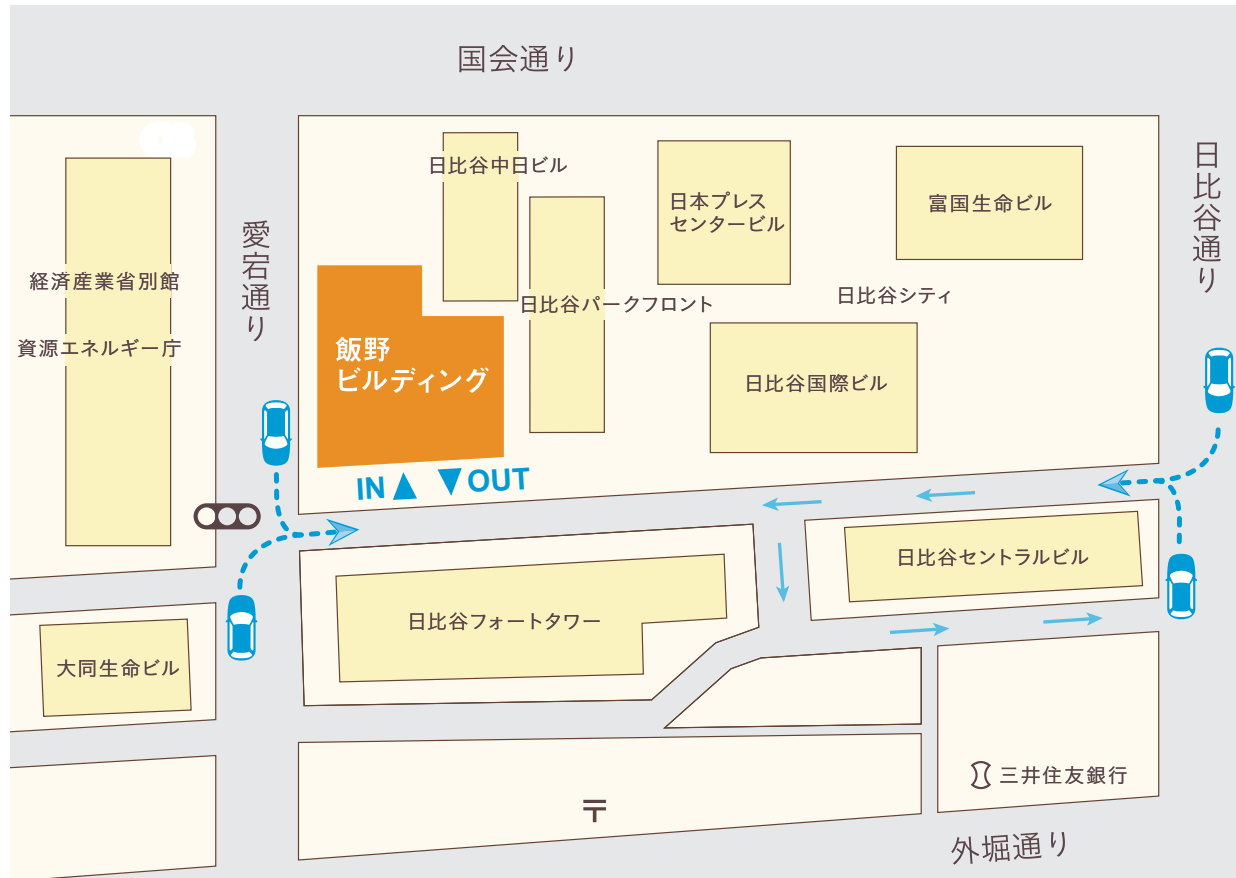 国会通り
日比谷通り
愛宕通り
日比谷中日ビル
日本プレス
センタービル
富国生命ビル
経済産業省別館
日比谷パークフロント
日比谷シティ
資源エネルギー庁
飯野
ビルディング
日比谷国際ビル
IN
OUT
日比谷セントラルビル
日比谷フォートタワー
大同生命ビル
三井住友銀行
〒
外堀通り